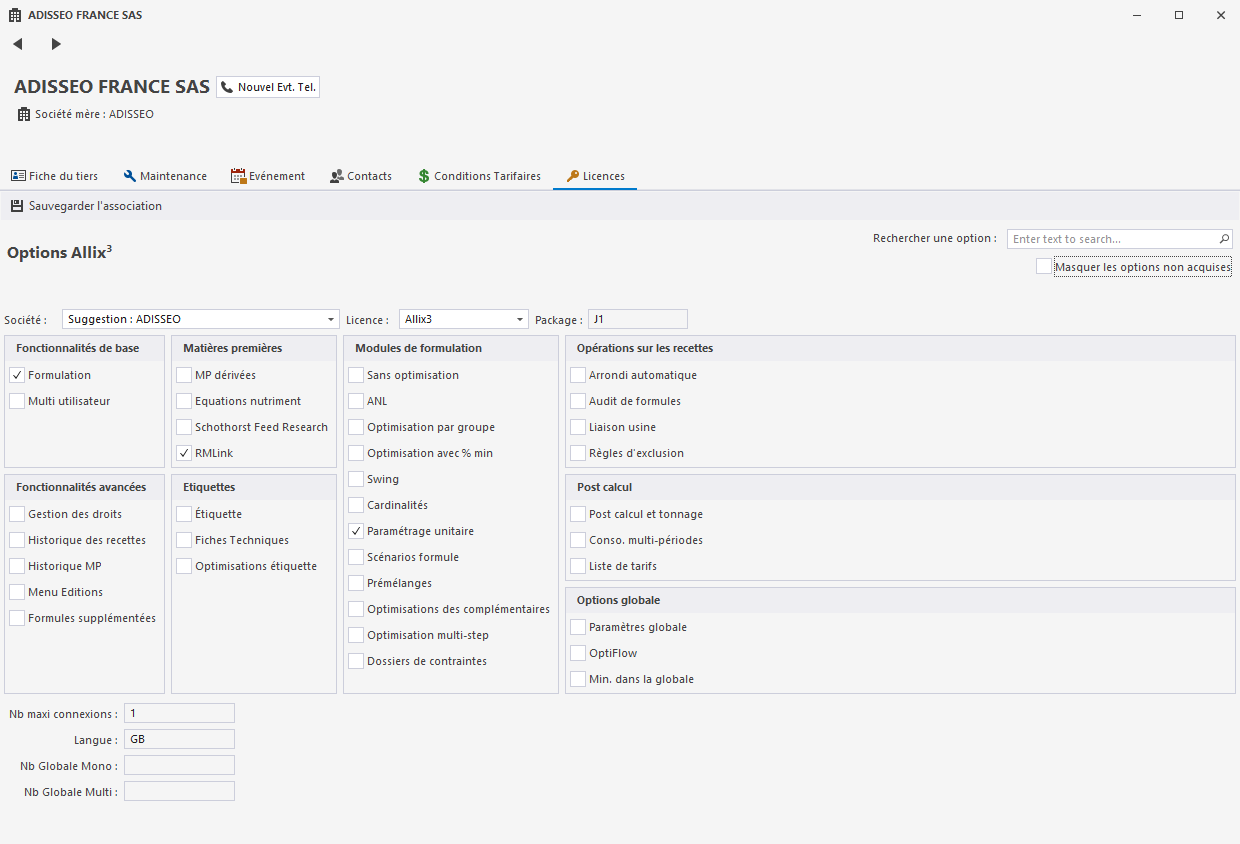 ADISSEO FRANCE SAS
ADISSEO FRANCE SAS
Nouvel Evt. Tel.
Société mère : ADISSEO
Fiche du tiers
Maintenance
Evénement
Contacts
Conditions Tarifaires
Licences
Sauvegarder l'association
Options Allix³
Rechercher une option :
Enter text to search...
Masquer les options non acquises
Société :
Suggestion : ADISSEO
Licence :
Allix3
Package :
J1
Fonctionnalités de base
Formulation
Multi utilisateur
Matières premières
MP dérivées
Equations nutriment
Schothorst Feed Research
RMLink
Modules de formulation
Sans optimisation
ANL
Optimisation par groupe
Optimisation avec % min
Swing
Cardinalités
Paramétrage unitaire
Scénarios formule
Prémélanges
Optimisations des complémentaires
Optimisation multi-step
Dossiers de contraintes
Opérations sur les recettes
Arrondi automatique
Audit de formules
Liaison usine
Règles d'exclusion
Fonctionnalités avancées
Gestion des droits
Historique des recettes
Historique MP
Menu Editions
Formules supplémentées
Etiquettes
Étiquette
Fiches Techniques
Optimisations étiquette
Post calcul
Post calcul et tonnage
Conso. multi-périodes
Liste de tarifs
Options globale
Paramètres globale
OptiFlow
Min. dans la globale
Nb maxi connexions :
1
Langue :
GB
Nb Globale Mono :
Nb Globale Multi :